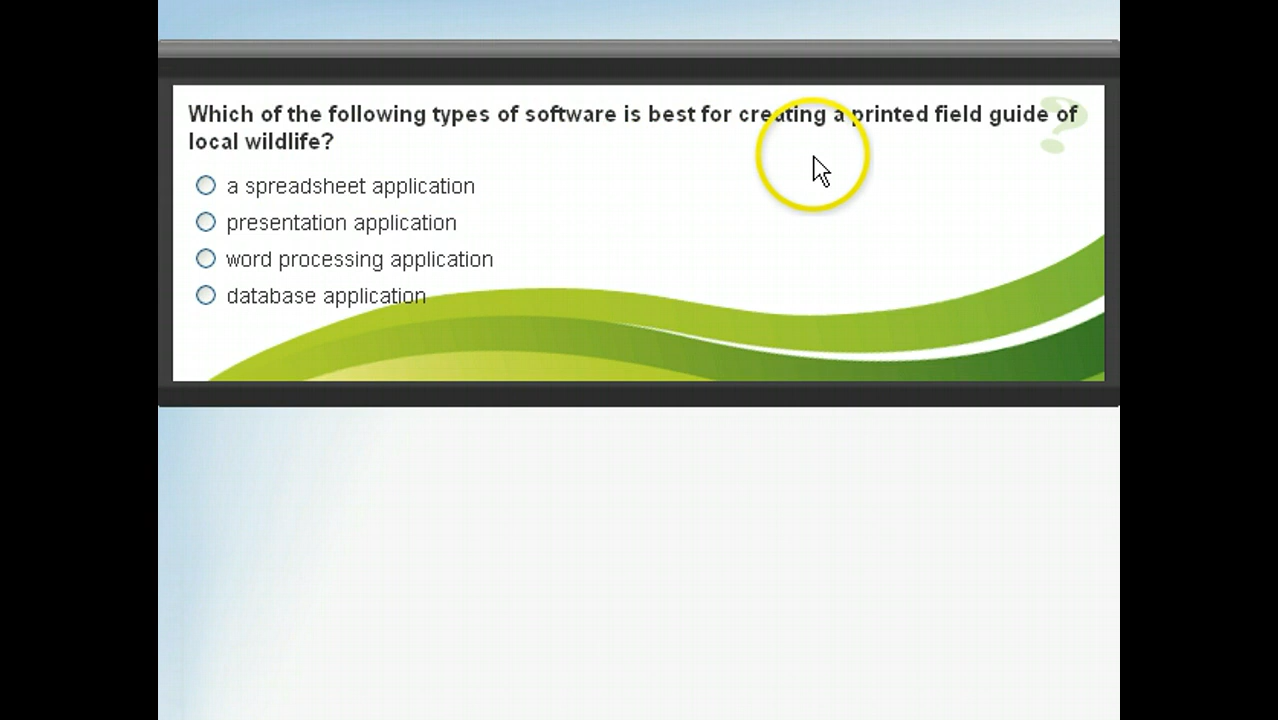 Which of the following types of software is best for creating a printed field guide of
local wildlife?
a spreadsheet application
presentation application
word processing application
database application